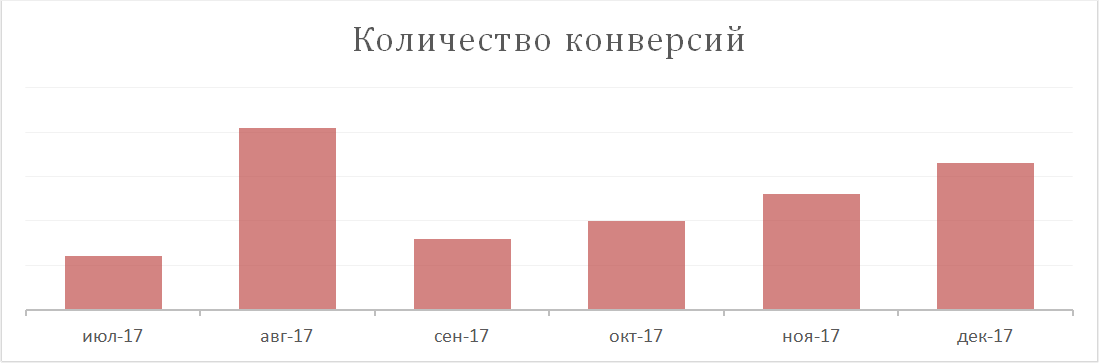 Количество конверсий
июл-17 авг-17 сен-17 окт-17 ноя-17 дек-17